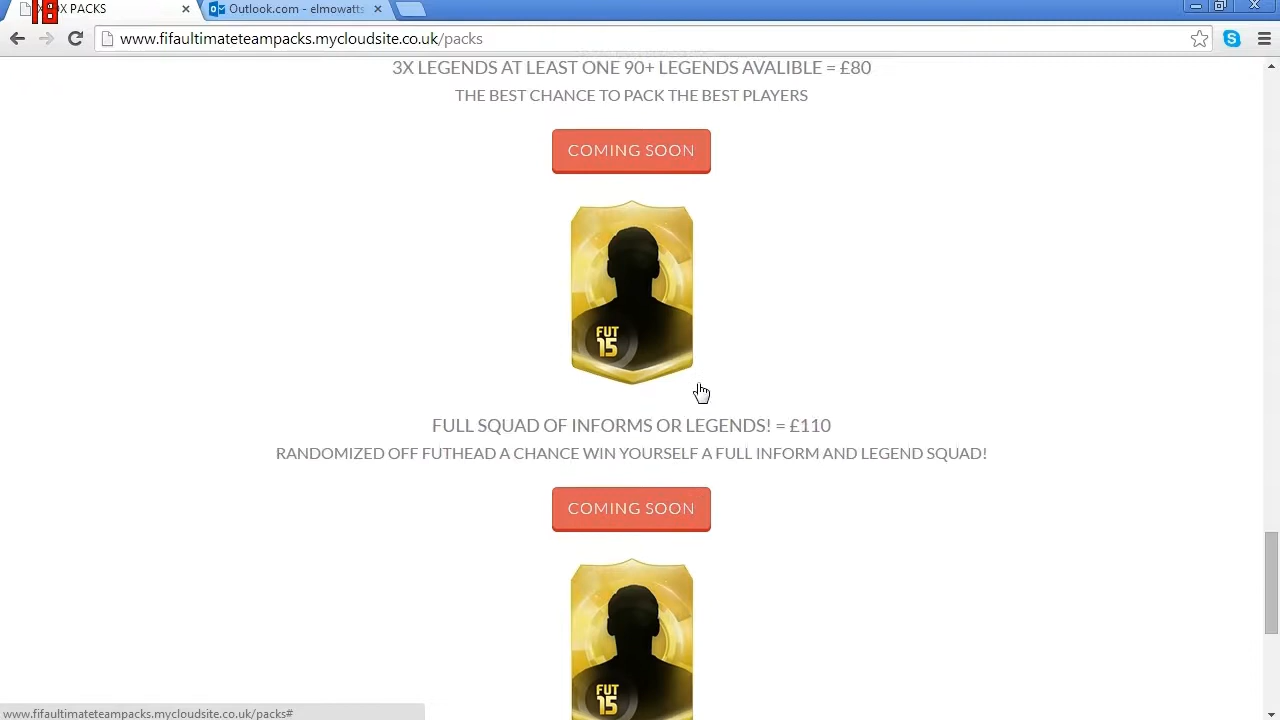 18
X PACKS
Outlook.com - elmowatts
www.fifaultimateteampacks.mycloudsite.co.uk/packs
3X LEGENDS AT LEAST ONE 90+ LEGENDS AVALIBLE = £80
THE BEST CHANCE TO PACK THE BEST PLAYERS
COMING SOON
FUT
15
FULL SQUAD OF INFORMS OR LEGENDS! = £110
RANDOMIZED OFF FUTHEAD A CHANCE WIN YOURSELF A FULL INFORM AND LEGEND SQUAD!
COMING SOON
FUT
15
www.fifaultimateteampacks.mycloudsite.co.uk/packs#